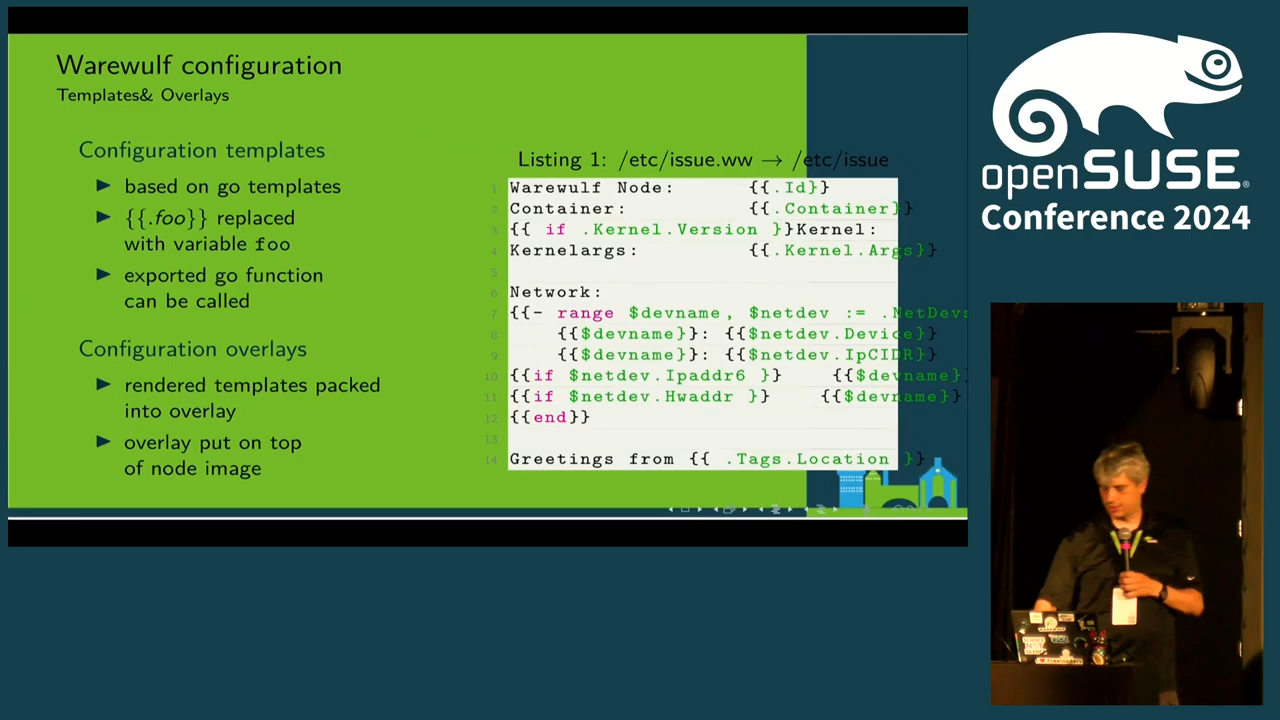 Warewulf configuration
Templates& Overlays
Configuration templates
based on go templates
{{.foo}} replaced
with variable foo
exported go function
can be called
Configuration overlays
rendered templates packed
into overlay
overlay put on top
of node image
Listing 1: /etc/issue.ww → /etc/issue
1 Warewulf Node: {{.Id}}
2 Container: {{.Container}}
3 {{ if .Kernel.Version }}Kernel:
4 Kernelargs: {{.Kernel.Args}}
5
6 Network:
7 {{- range $devname, $netdev := .NetDevs
8 {{$devname}}: {{$netdev.Device}}
9 {{$devname}}: {{$netdev.IpCIDR}}
10 {{if $netdev.Ipaddr6 }} {{$devname}}
11 {{if $netdev.Hwaddr }} {{$devname}}
12 {{end}}
13
14 Greetings from {{ .Tags.Location }}
openSUSE
Conference 2024